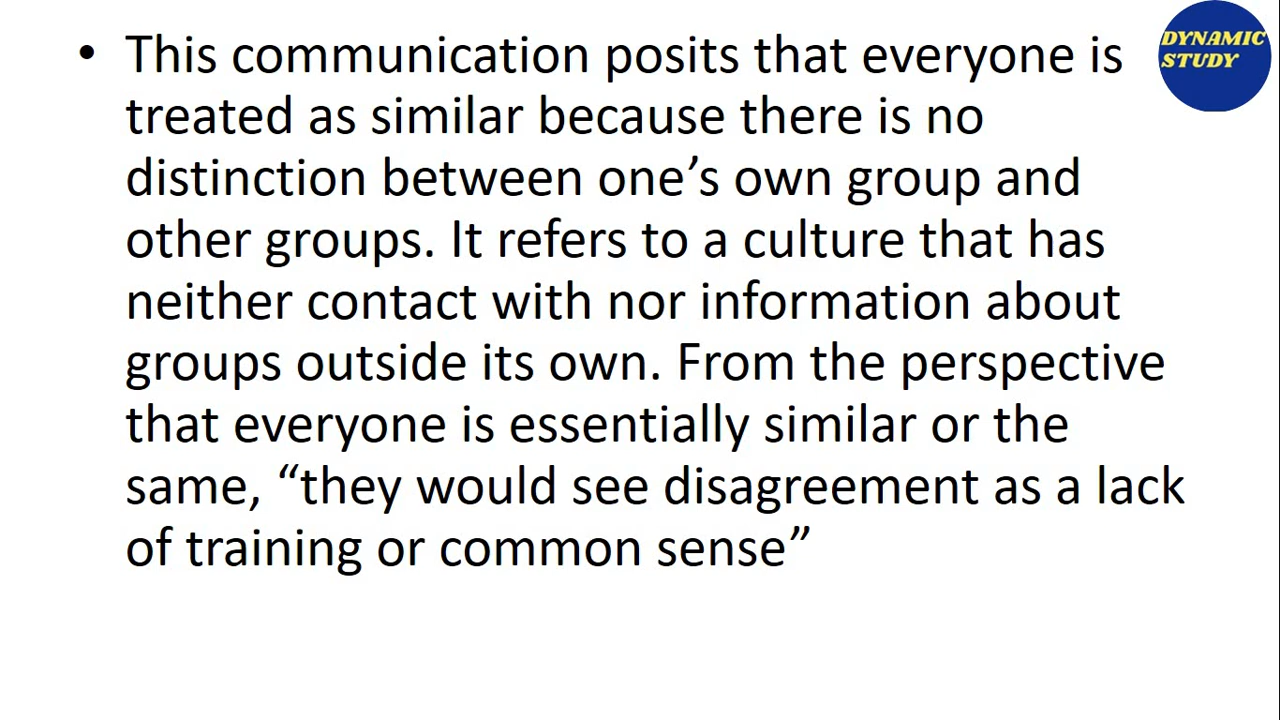 DYNAMIC
STUDY
• This communication posits that everyone is
treated as similar because there is no
distinction between one’s own group and
other groups. It refers to a culture that has
neither contact with nor information about
groups outside its own. From the perspective
that everyone is essentially similar or the
same, “they would see disagreement as a lack
of training or common sense”